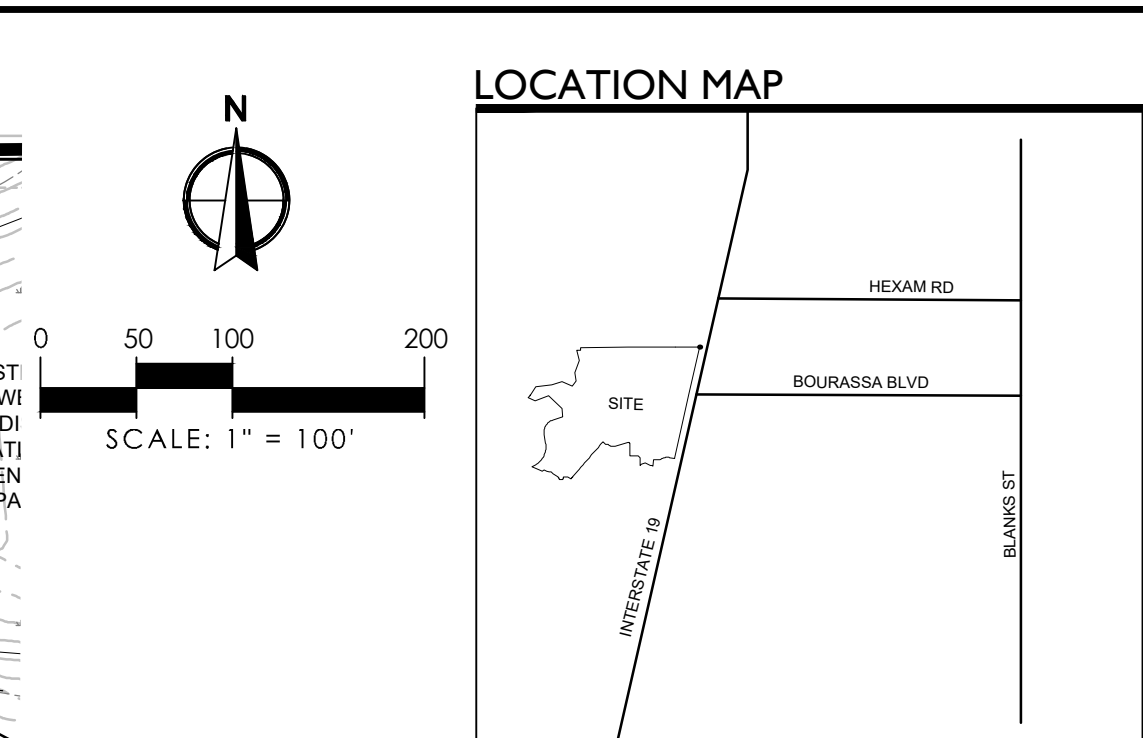 LOCATION MAP
N
0 50 100 200
SCALE: 1" = 100'
HEXAM RD
BOURASSA BLVD
SITE
INTERSTATE 19
BLANKS ST